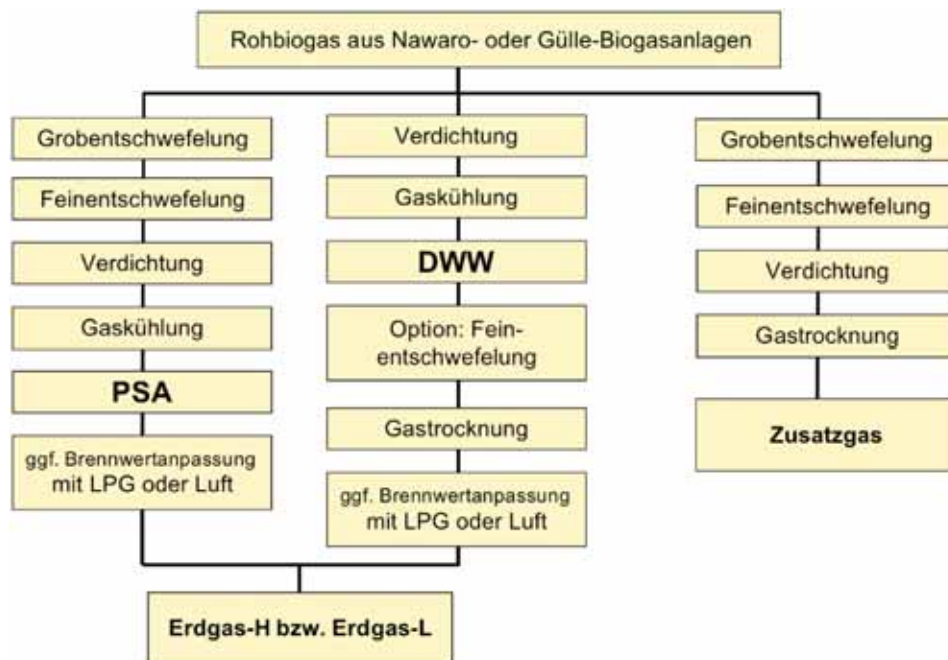 Rohbiogas aus Nawaro- oder Gülle-Biogasanlagen
Grobentschwefelung
Feinentschwefelung
Verdichtung
Gaskühlung
PSA
ggf. Brennwertanpassung
mit LPG oder Luft
Verdichtung
Gaskühlung
DWW
Option: Fein-
entschwefelung
Gastrocknung
ggf. Brennwertanpassung
mit LPG oder Luft
Grobentschwefelung
Feinentschwefelung
Verdichtung
Gastrocknung
Zusatzgas
Erdgas-H bzw. Erdgas-L